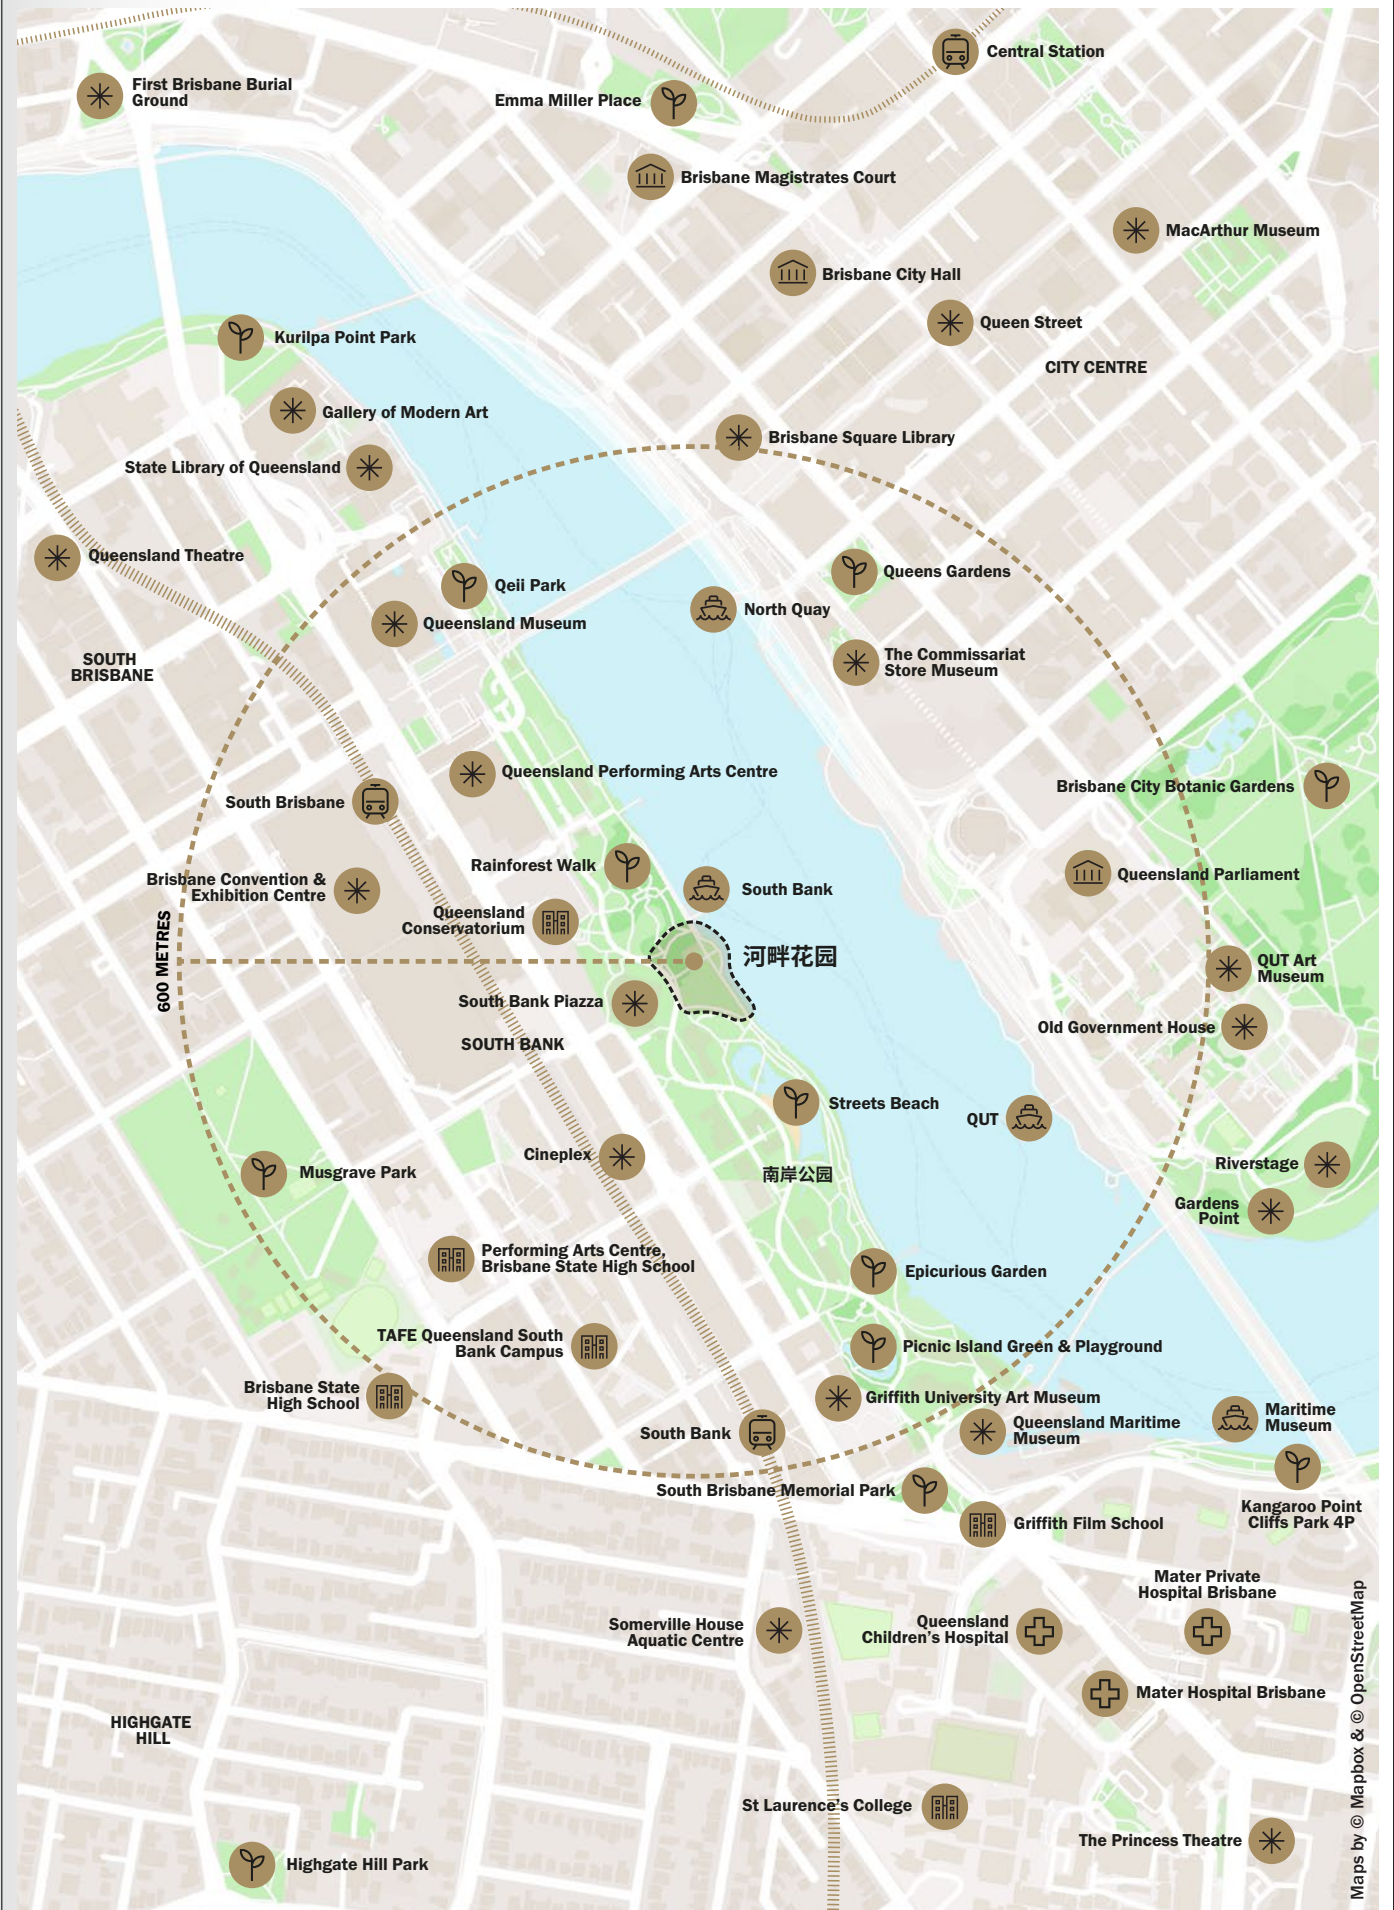 Central Station
First Brisbane Burial
Ground
Emma Miller Place
Brisbane Magistrates Court
MacArthur Museum
Brisbane City Hall
Queen Street
Kurilpa Point Park
CITY CENTRE
Gallery of Modern Art
Brisbane Square Library
State Library of Queensland
Queensland Theatre
Queens Gardens
Qeii Park
North Quay
Queensland Museum
The Commissariat
Store Museum
SOUTH
BRISBANE
Queensland Performing Arts Centre
Brisbane City Botanic Gardens
South Brisbane
Rainforest Walk
Queensland Parliament
Brisbane Convention &
Exhibition Centre
South Bank
Queensland
Conservatorium
600 METRES
河畔花园
QUT Art
Museum
South Bank Piazza
Old Government House
SOUTH BANK
Streets Beach
QUT
Cineplex
Riverstage
Musgrave Park
南岸公园
Gardens
Point
Performing Arts Centre,
Brisbane State High School
Epicurious Garden
TAFE Queensland South
Bank Campus
Picnic Island Green & Playground
Brisbane State
High School
Griffith University Art Museum
Maritime
Museum
Queensland Maritime
Museum
South Bank
South Brisbane Memorial Park
Kangaroo Point
Cliffs Park 4P
Griffith Film School
Mater Private
Hospital Brisbane
Somerville House
Aquatic Centre
Queensland
Children's Hospital
Mater Hospital Brisbane
HIGHGATE
HILL
St Laurence's College
The Princess Theatre
Highgate Hill Park
Maps by © Mapbox & © OpenStreetMap